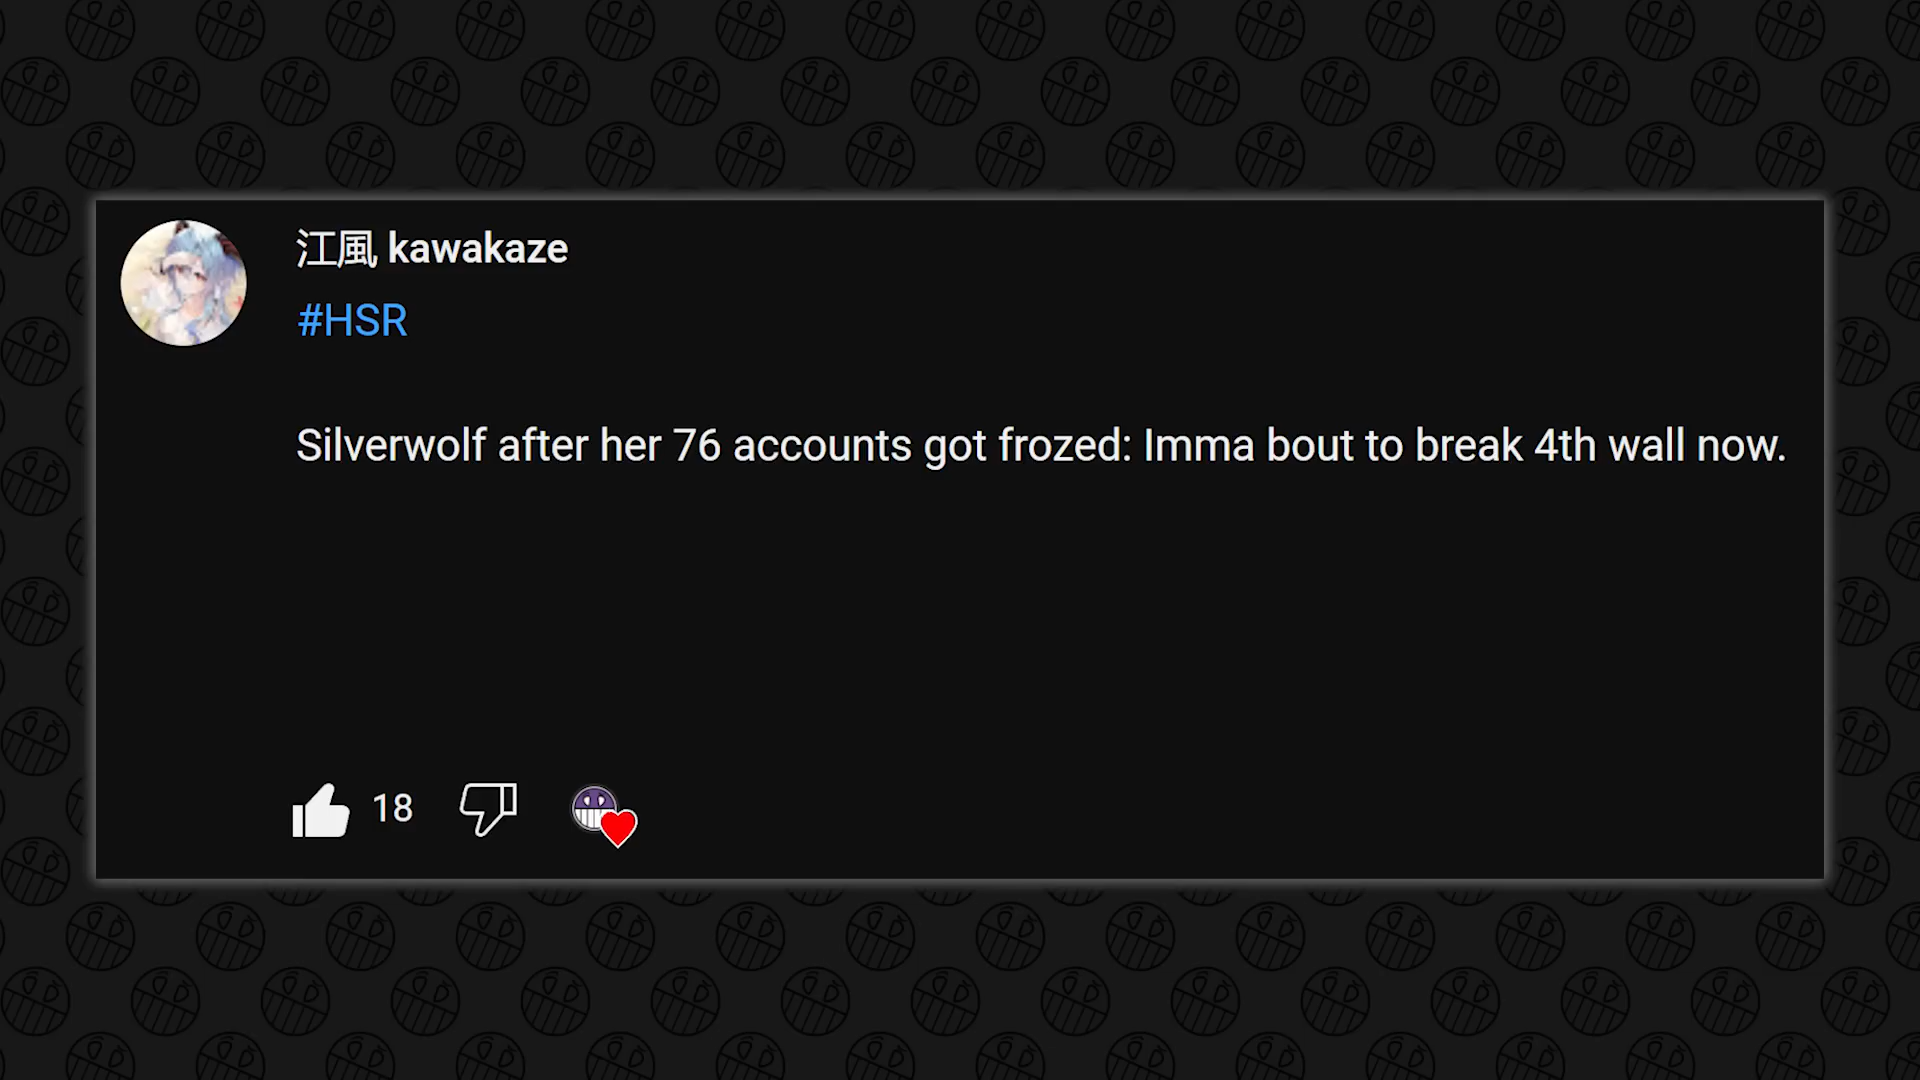 江風 kawakaze
#HSR
Silverwolf after her 76 accounts got frozed: Imma bout to break 4th wall now.
18